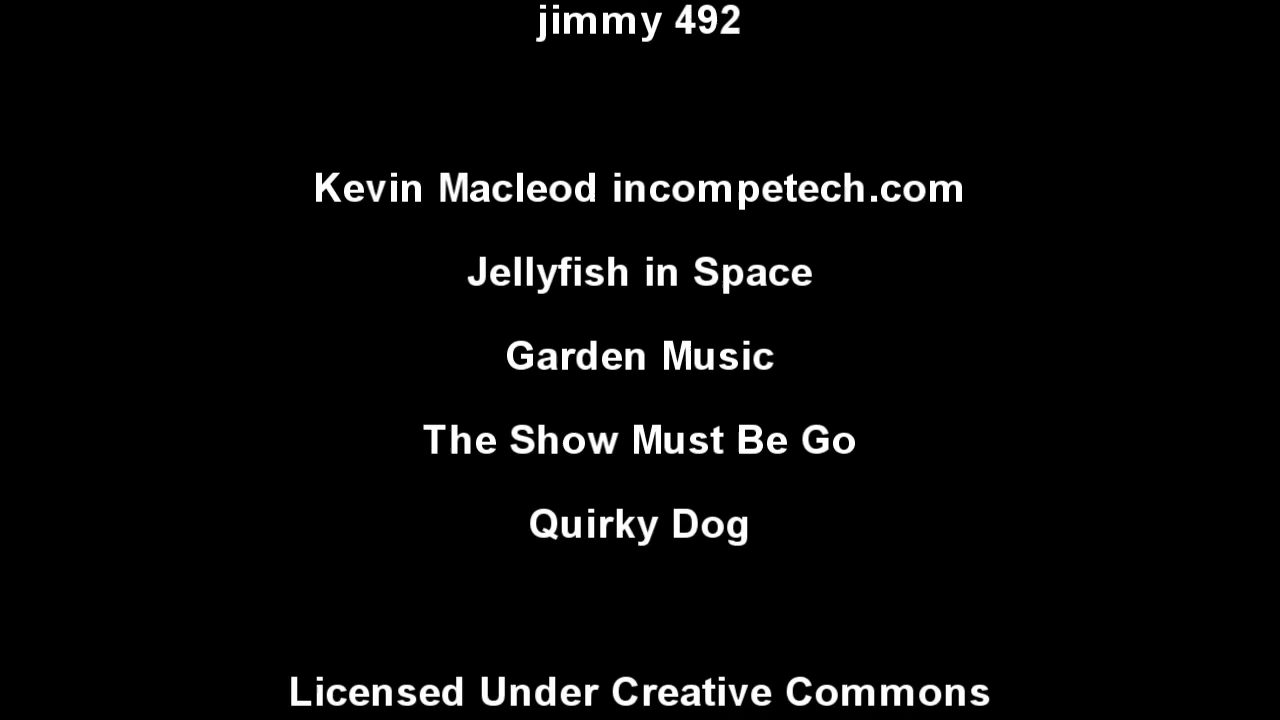 jimmy 492
Kevin Macleod incompetech.com
Jellyfish in Space
Garden Music
The Show Must Be Go
Quirky Dog
Licensed Under Creative Commons